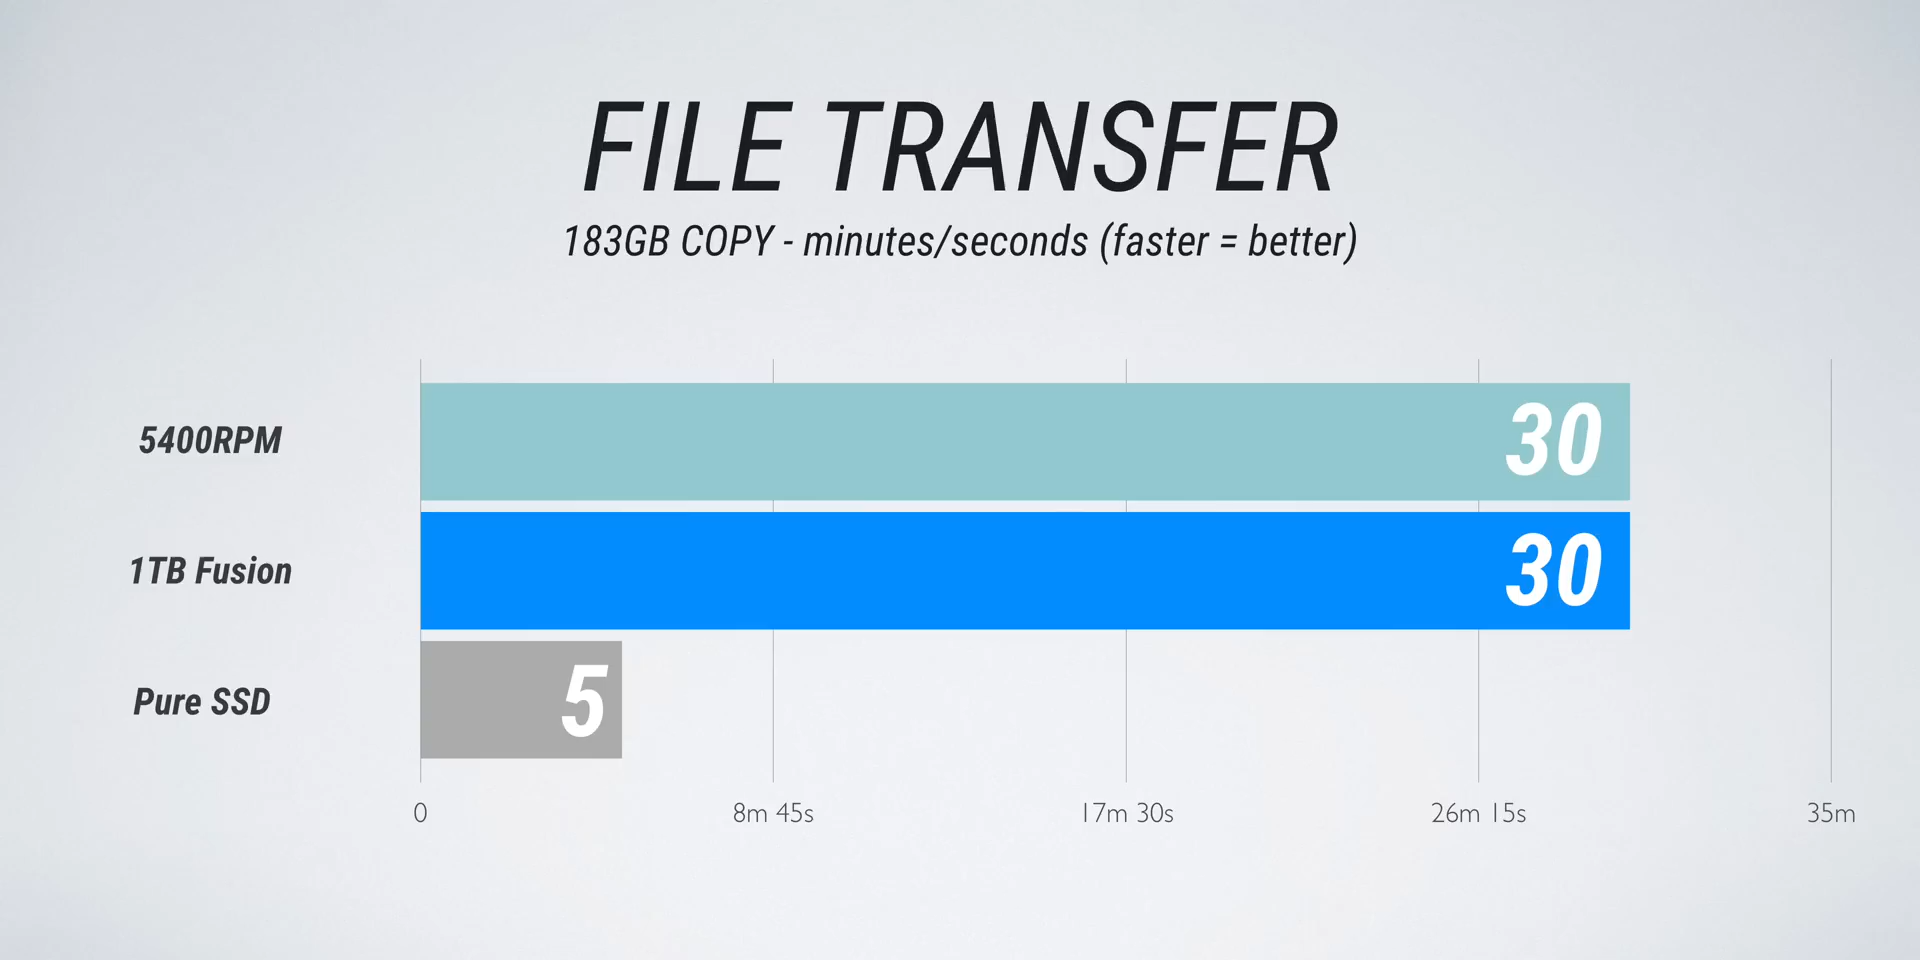 FILE TRANSFER
183GB COPY - minutes/seconds (faster = better)
5400RPM
30
1TB Fusion
30
Pure SSD
5
0
8m 45s
17m 30s
26m 15s
35m